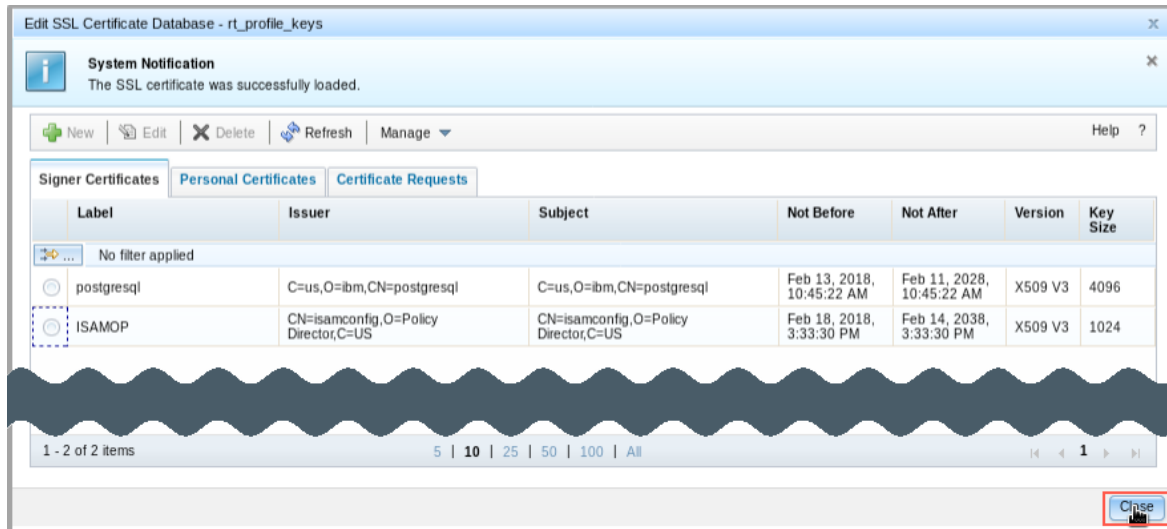 Edit SSL Certificate Database - rt_profile_keys x
System Notification x
The SSL certificate was successfully loaded.
New | Edit | Delete | Refresh | Manage Help ?
Signer Certificates Personal Certificates Certificate Requests
Label Issuer Subject Not Before Not After Version Key
Size
... No filter applied
postgresql C=us,O=ibm,CN=postgresql C=us,O=ibm,CN=postgresql Feb 13, 2018, Feb 11, 2028, X509 V3 4096
10:45:22 AM 10:45:22 AM
ISAMOP CN=isamconfig,O=Policy CN=isamconfig,O=Policy Feb 18, 2018, Feb 14, 2038, X509 V3 1024
Director,C=US Director,C=US 3:33:30 PM 3:33:30 PM
1 - 2 of 2 items 5 | 10 | 25 | 50 | 100 | All 1
Close